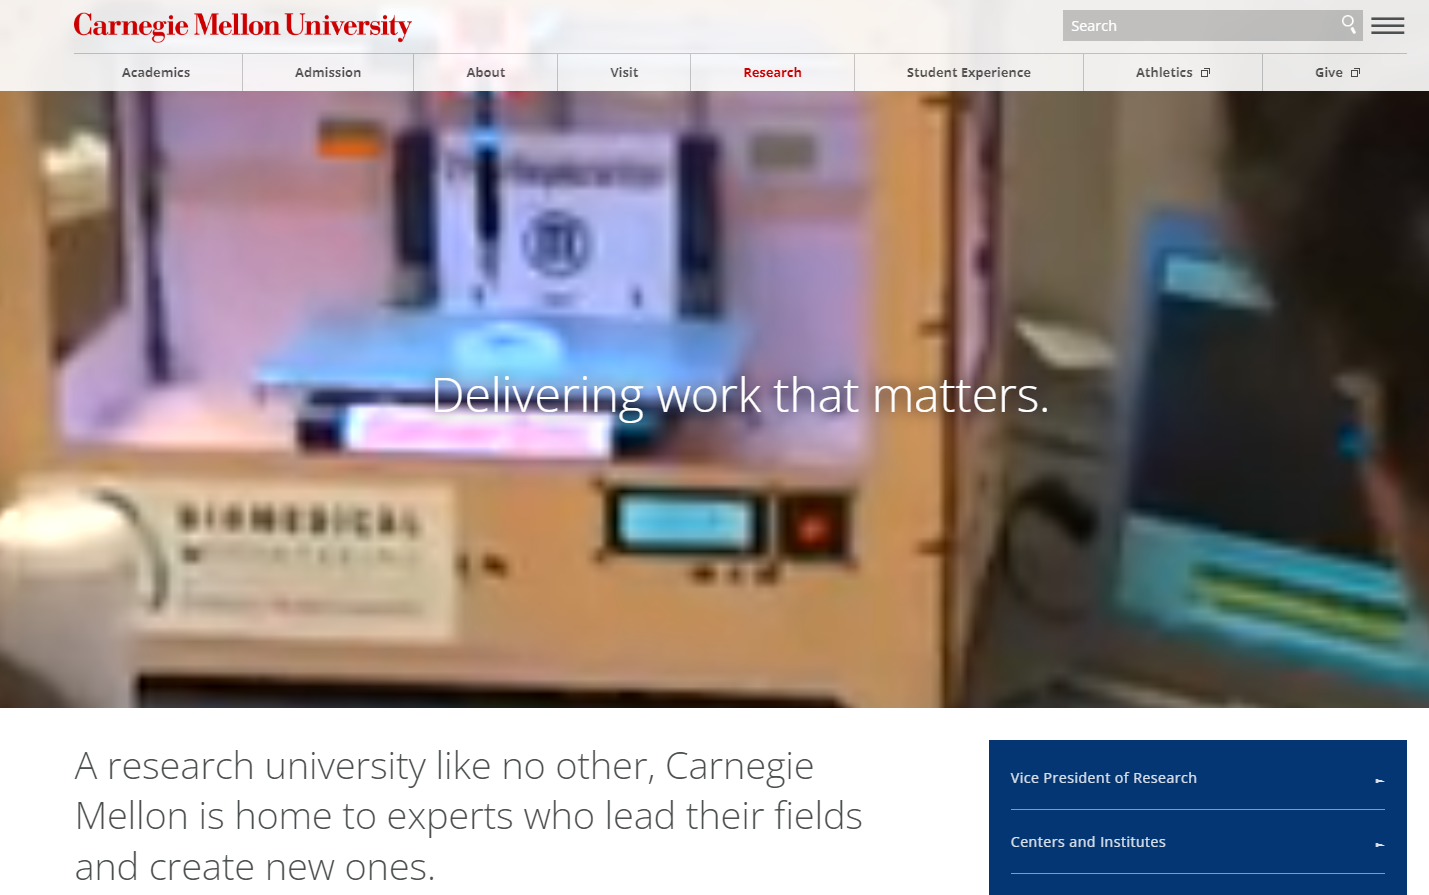 Carnegie Mellon University
Search
Academics
Admission
About
Visit
Research
Student Experience
Athletics
Give
Delivering work that matters.
BIOMEDICAL
A research university like no other, Carnegie
Mellon is home to experts who lead their fields
and create new ones.
Vice President of Research
Centers and Institutes